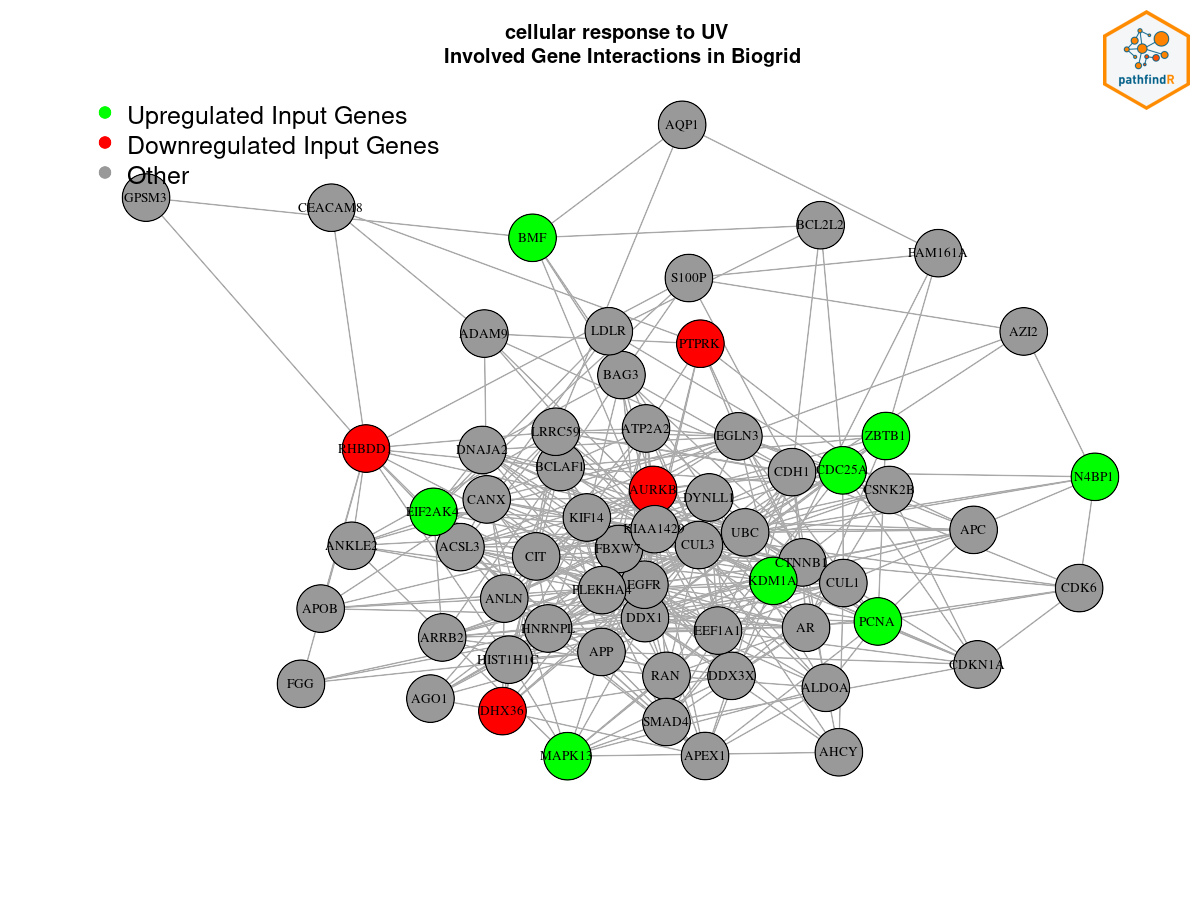 cellular response to UV
Involved Gene Interactions in Biogrid
pathfindR
Upregulated Input Genes
Downregulated Input Genes
Other
AQP1
GPSM3
CEACAM8
BCL2L2
BMF
FAM161A
S100P
LDLR
ADAM9
PTPRK
AZI2
BAG3
LRRC59
ATP2A2
EGLN3
ZBTB1
RHBDD
DNAJA2
BCLAF1
CDH1
CDC25A
N4BP1
AURKB
CSNK2B
CANX
DYNLL1
EIF2AK4
KIF14
KIAA1429
UBC
APC
ANKLE2
ACSL3
CIT
FBXW7
CUL3
CTNNB1
KDM1A
CUL1
CDK6
PLEKHA4
EGFR
ANLN
APOB
DDX1
PCNA
HNRNPL
EEF1A1
AR
ARRB2
HIST1H1C
APP
CDKN1A
FGG
RAN
DDX3X
ALDOA
AGO1
DHX36
SMAD4
MAPK13
APEX1
AHCY